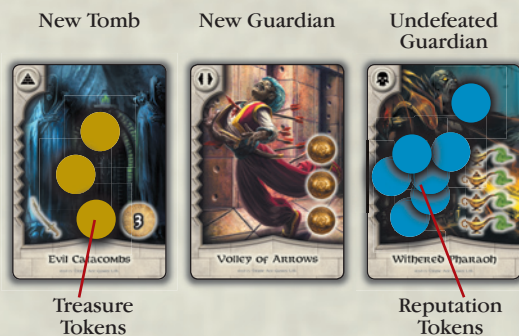 New Tomb
New Guardian
Undefeated
Guardian
3
Evil Catacombs
Volley of Arrows
Withered Pharaoh
Treasure
Tokens
Reputation
Tokens